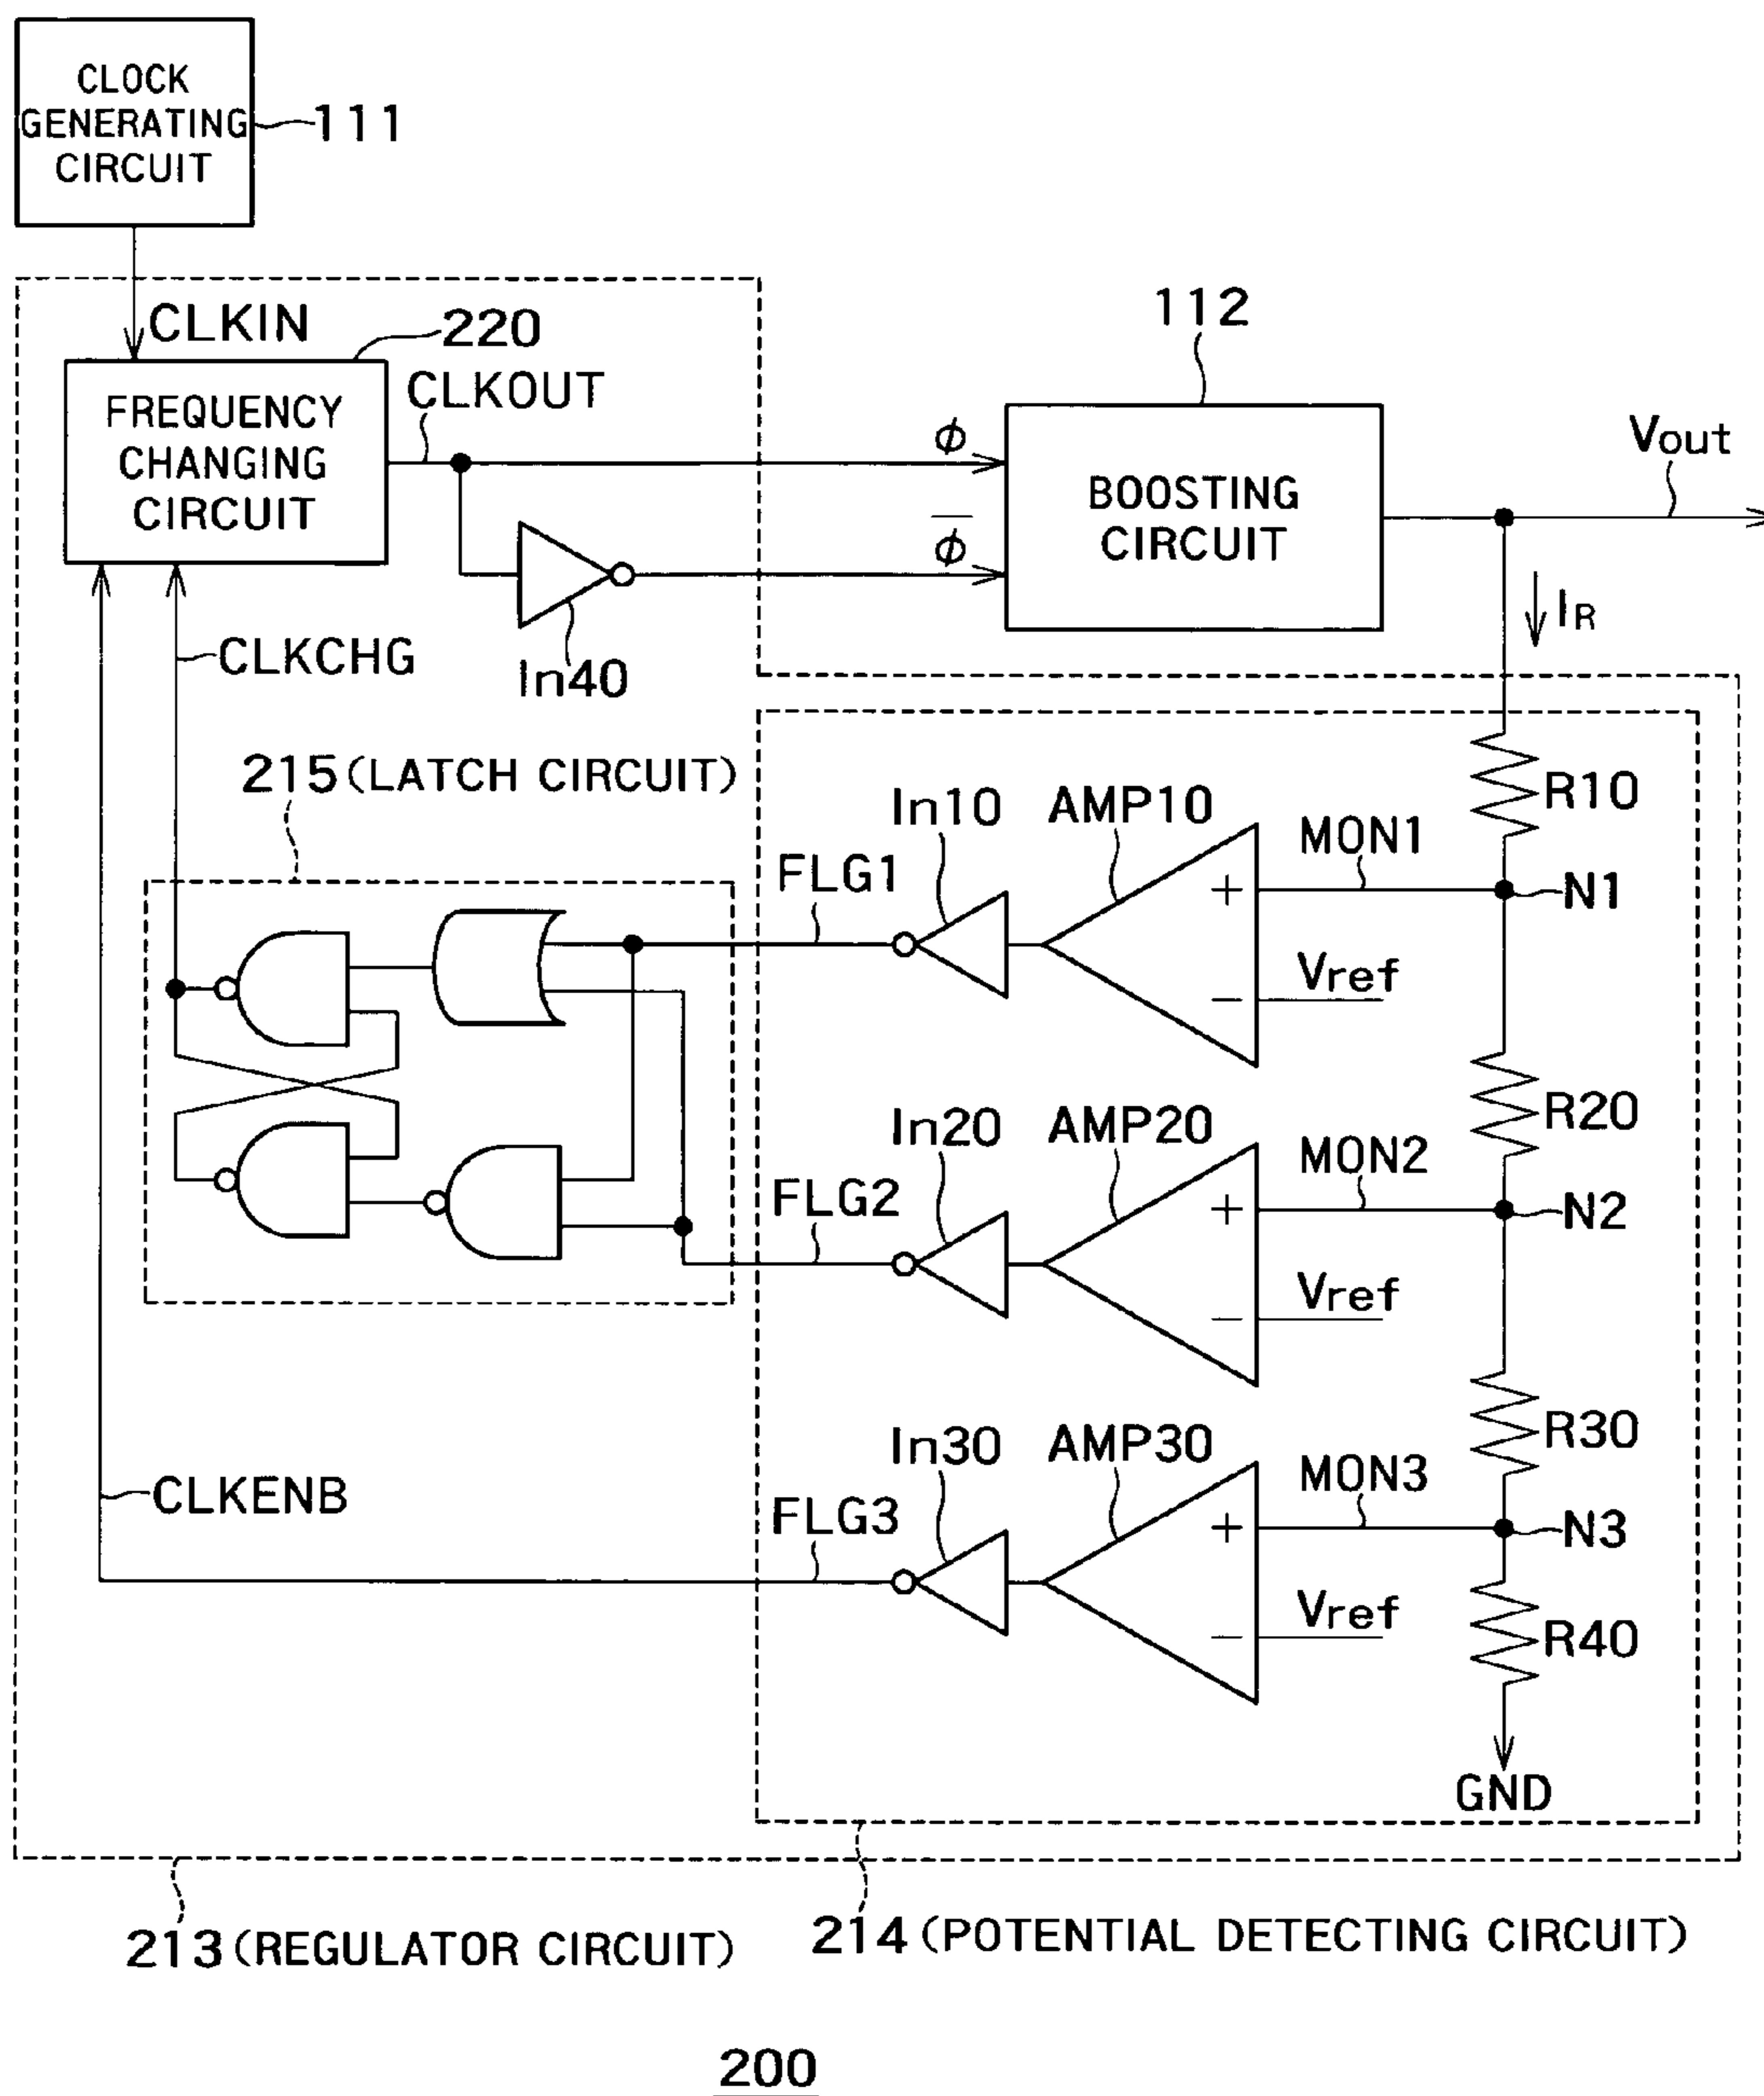 CLOCK
GENERATING
CIRCUIT
111
CLKIN
220
112
CLKOUT
FREQUENCY
CHANGING
CIRCUIT
ϕ
Vout
BOOSTING
CIRCUIT
ϕ̅
IR
CLKCHG
In40
215 (LATCH CIRCUIT)
R10
In10
AMP10
MON1
FLG1
+
N1
Vref
−
R20
In20
AMP20
MON2
FLG2
+
N2
Vref
−
R30
In30
AMP30
MON3
CLKENB
FLG3
+
N3
Vref
−
R40
GND
213 (REGULATOR CIRCUIT)
214 (POTENTIAL DETECTING CIRCUIT)
200